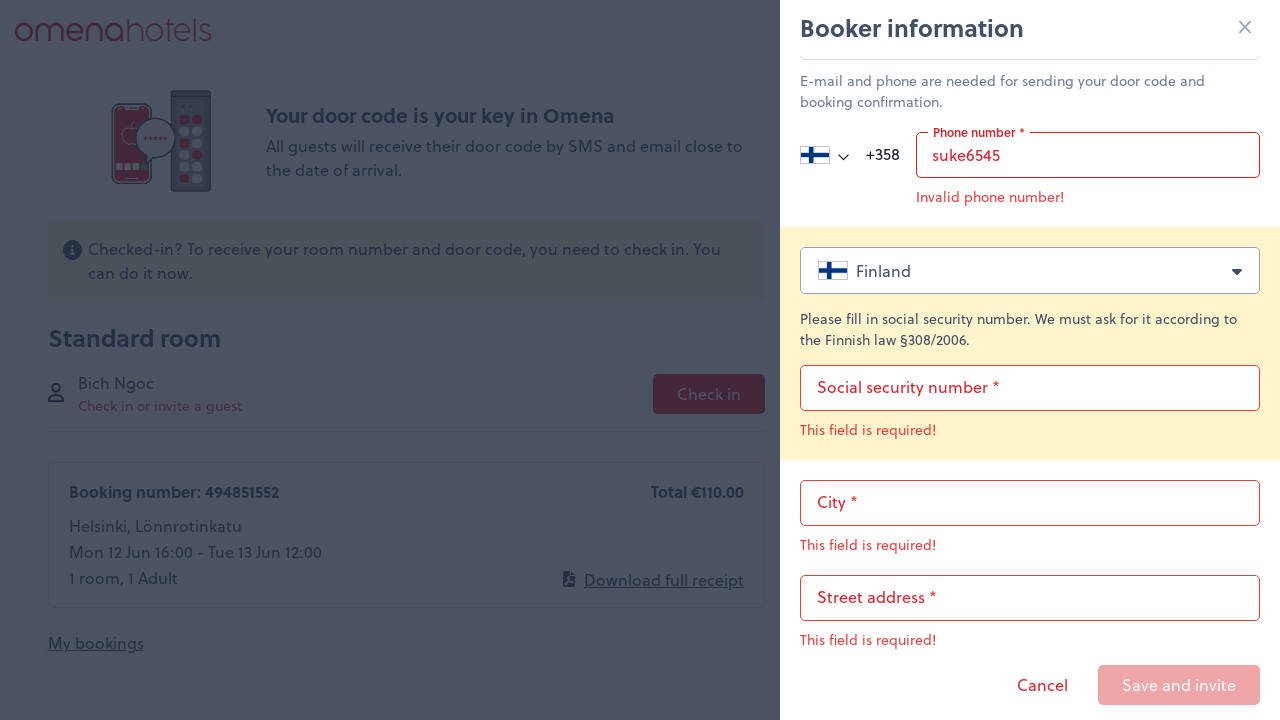 omenahotels
Your door code is your key in Omena
All guests will receive their door code by SMS and email close to
the date of arrival.
Checked-in? To receive your room number and door code, you need to check in. You
can do it now.
Standard room
Bich Ngoc
Check in or invite a guest
Check in
Booking number: 494851552
Total €110.00
Helsinki, Lönnrotinkatu
Mon 12 Jun 16:00 - Tue 13 Jun 12:00
1 room, 1 Adult
Download full receipt
My bookings
Booker information
E-mail and phone are needed for sending your door code and
booking confirmation.
Phone number *
+358
suke6545
Invalid phone number!
Finland
Please fill in social security number. We must ask for it according to
the Finnish law §308/2006.
Social security number *
This field is required!
City *
This field is required!
Street address *
This field is required!
Cancel
Save and invite